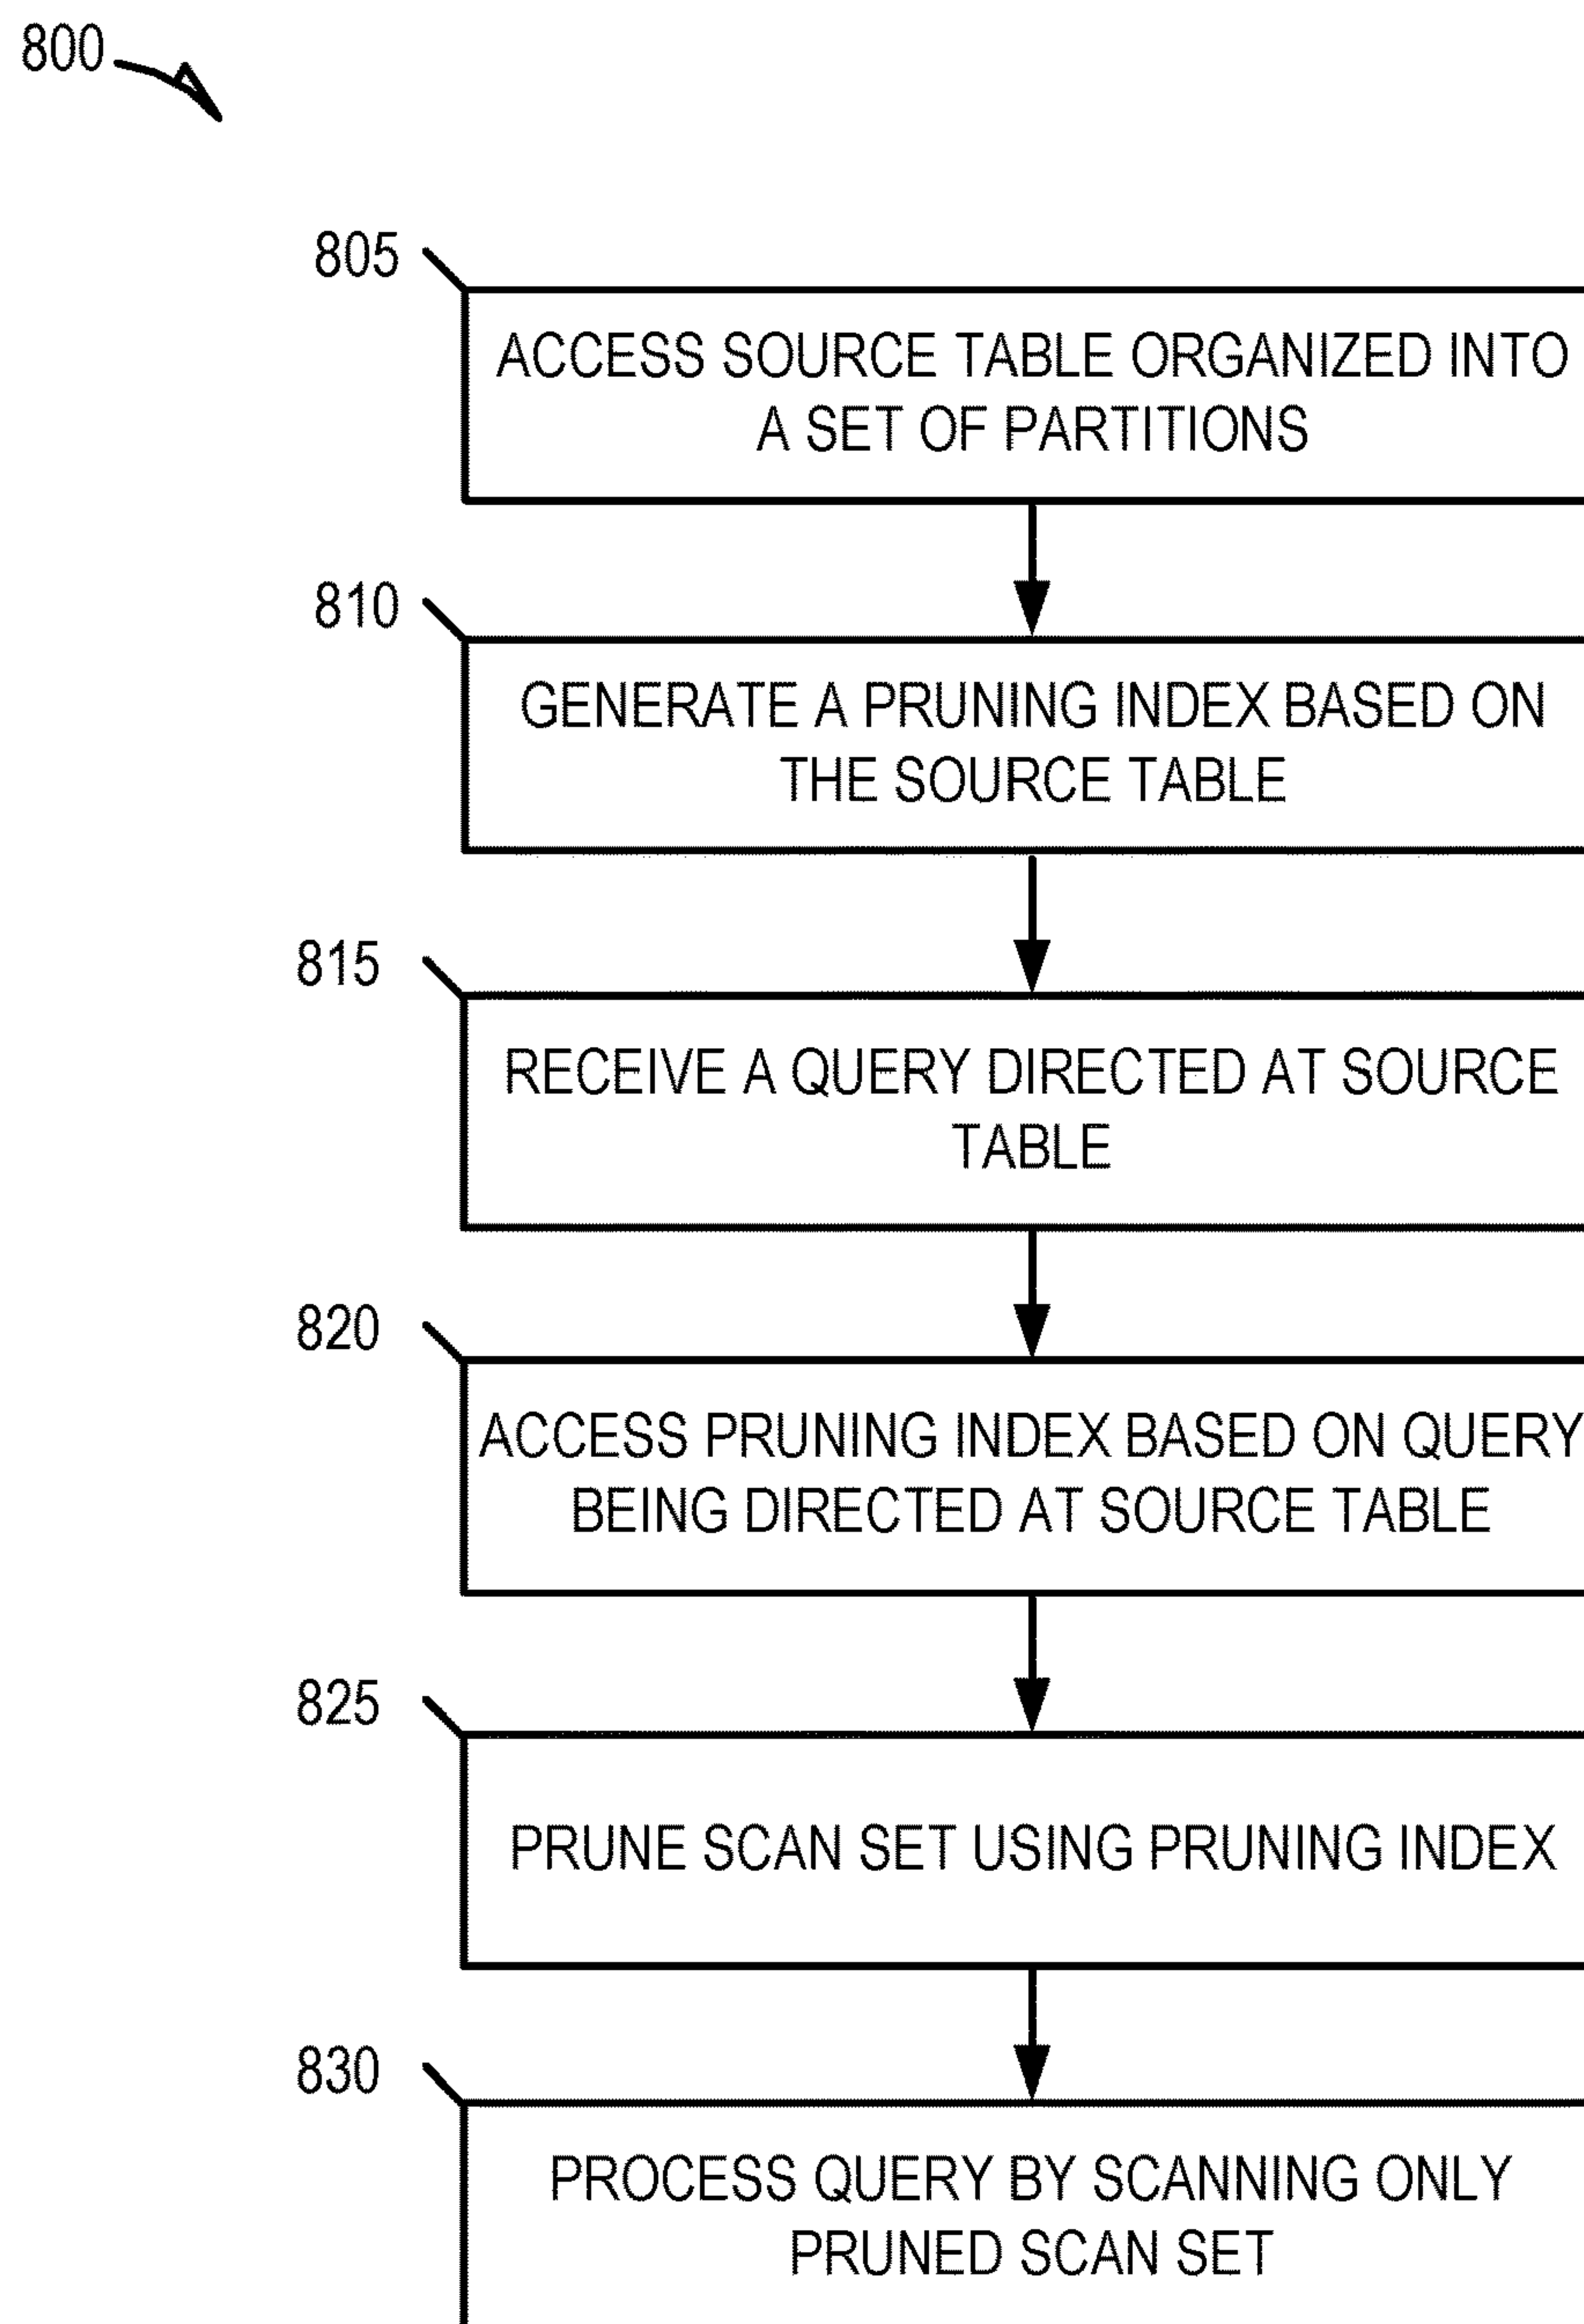 800
805
ACCESS SOURCE TABLE ORGANIZED INTO
A SET OF PARTITIONS
810
GENERATE A PRUNING INDEX BASED ON
THE SOURCE TABLE
815
RECEIVE A QUERY DIRECTED AT SOURCE
TABLE
820
ACCESS PRUNING INDEX BASED ON QUERY
BEING DIRECTED AT SOURCE TABLE
825
PRUNE SCAN SET USING PRUNING INDEX
830
PROCESS QUERY BY SCANNING ONLY
PRUNED SCAN SET